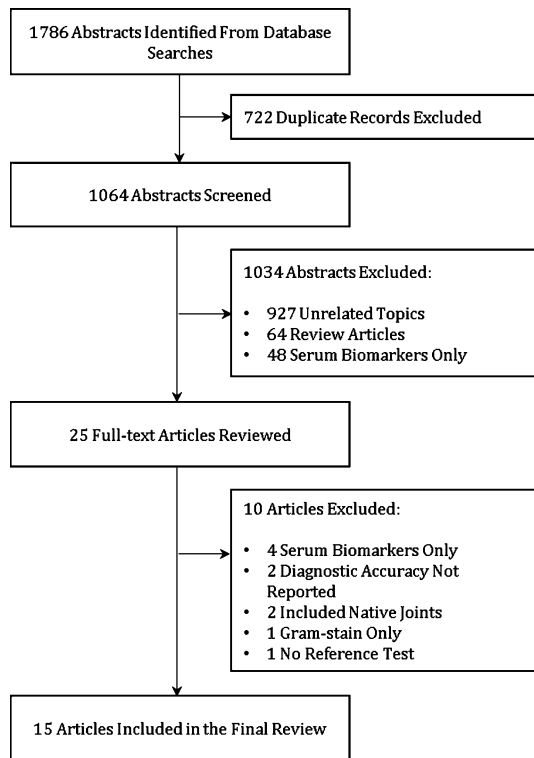 1786 Abstracts Identified From Database
Searches
722 Duplicate Records Excluded
1064 Abstracts Screened
1034 Abstracts Excluded:
• 927 Unrelated Topics
• 64 Review Articles
• 48 Serum Biomarkers Only
25 Full-text Articles Reviewed
10 Articles Excluded:
• 4 Serum Biomarkers Only
• 2 Diagnostic Accuracy Not
Reported
• 2 Included Native Joints
• 1 Gram-stain Only
• 1 No Reference Test
15 Articles Included in the Final Review